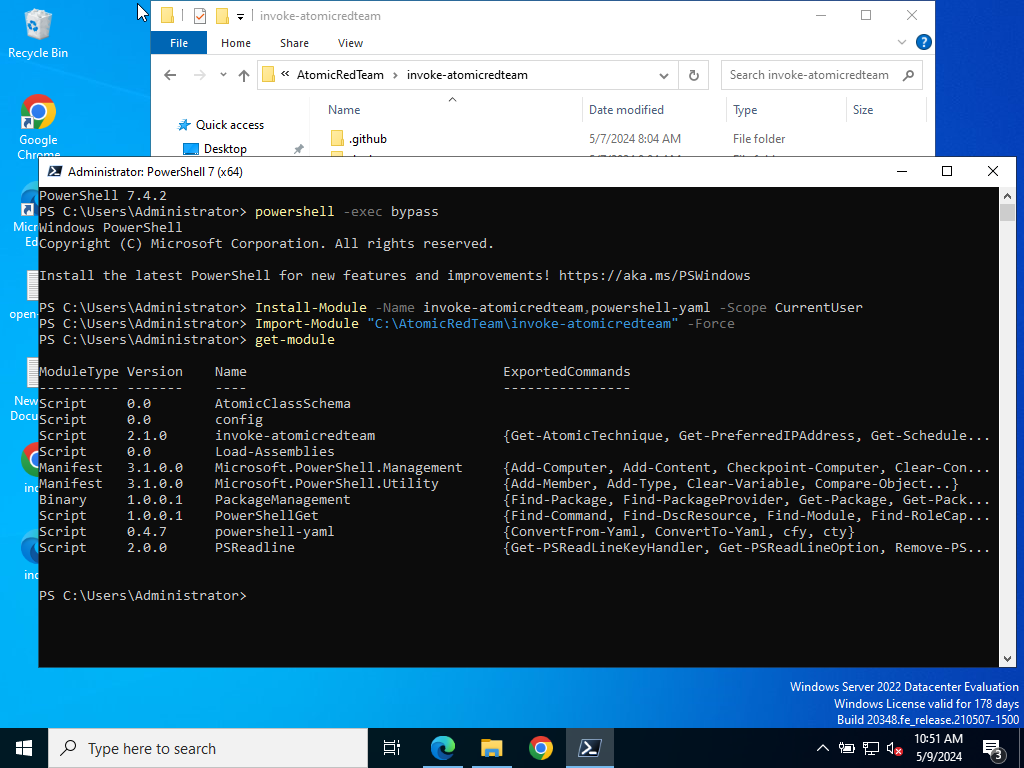 Recycle Bin
Google
Chrome
Micr
Ed
open-
New
Docu
inc
inc
invoke-atomicredteam
File Home Share View
« AtomicRedTeam › invoke-atomicredteam
Search invoke-atomicredteam
Name Date modified Type Size
Quick access
Desktop
.github 5/7/2024 8:04 AM File folder
Administrator: PowerShell 7 (x64)
PowerShell 7.4.2
PS C:\Users\Administrator> powershell -exec bypass
Windows PowerShell
Copyright (C) Microsoft Corporation. All rights reserved.
Install the latest PowerShell for new features and improvements! https://aka.ms/PSWindows
PS C:\Users\Administrator> Install-Module -Name invoke-atomicredteam,powershell-yaml -Scope CurrentUser
PS C:\Users\Administrator> Import-Module "C:\AtomicRedTeam\invoke-atomicredteam" -Force
PS C:\Users\Administrator> get-module
ModuleType Version Name ExportedCommands
---------- ------- ---- ----------------
Script 0.0 AtomicClassSchema
Script 0.0 config
Script 2.1.0 invoke-atomicredteam {Get-AtomicTechnique, Get-PreferredIPAddress, Get-Schedule...
Script 0.0 Load-Assemblies
Manifest 3.1.0.0 Microsoft.PowerShell.Management {Add-Computer, Add-Content, Checkpoint-Computer, Clear-Con...
Manifest 3.1.0.0 Microsoft.PowerShell.Utility {Add-Member, Add-Type, Clear-Variable, Compare-Object...}
Binary 1.0.0.1 PackageManagement {Find-Package, Find-PackageProvider, Get-Package, Get-Pack...
Script 1.0.0.1 PowerShellGet {Find-Command, Find-DscResource, Find-Module, Find-RoleCap...
Script 0.4.7 powershell-yaml {ConvertFrom-Yaml, ConvertTo-Yaml, cfy, cty}
Script 2.0.0 PSReadline {Get-PSReadLineKeyHandler, Get-PSReadLineOption, Remove-PS...
PS C:\Users\Administrator>
Windows Server 2022 Datacenter Evaluation
Windows License valid for 178 days
Build 20348.fe_release.210507-1500
Type here to search
10:51 AM
5/9/2024
3